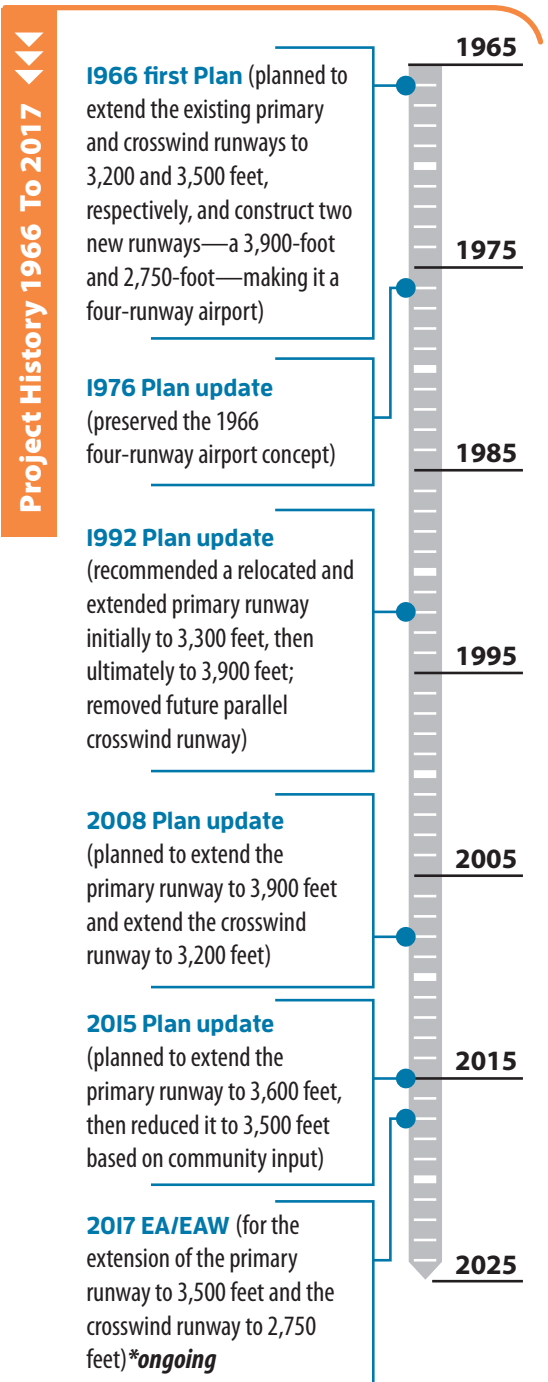 Project History 1966 To 2017
1965
1966 first Plan (planned to
extend the existing primary
and crosswind runways to
3,200 and 3,500 feet,
respectively, and construct two
new runways—a 3,900-foot
and 2,750-foot—making it a
four-runway airport)
1975
1976 Plan update
(preserved the 1966
four-runway airport concept)
1985
1992 Plan update
(recommended a relocated and
extended primary runway
initially to 3,300 feet, then
ultimately to 3,900 feet;
removed future parallel
crosswind runway)
1995
2008 Plan update
(planned to extend the
primary runway to 3,900 feet
and extend the crosswind
runway to 3,200 feet)
2005
2015 Plan update
(planned to extend the
primary runway to 3,600 feet,
then reduced it to 3,500 feet
based on community input)
2015
2017 EA/EAW (for the
extension of the primary
runway to 3,500 feet and the
crosswind runway to 2,750
feet)*ongoing
2025